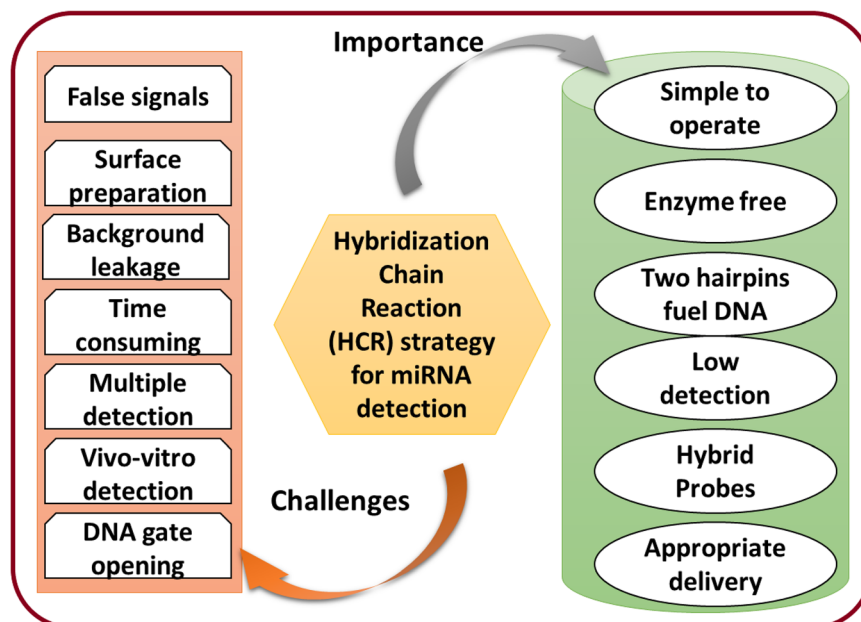 Importance
False signals
Surface
preparation
Background
leakage
Time
consuming
Multiple
detection
Vivo-vitro
detection
DNA gate
opening
Hybridization
Chain
Reaction
(HCR) strategy
for miRNA
detection
Challenges
Simple to
operate
Enzyme free
Two hairpins
fuel DNA
Low
detection
Hybrid
Probes
Appropriate
delivery